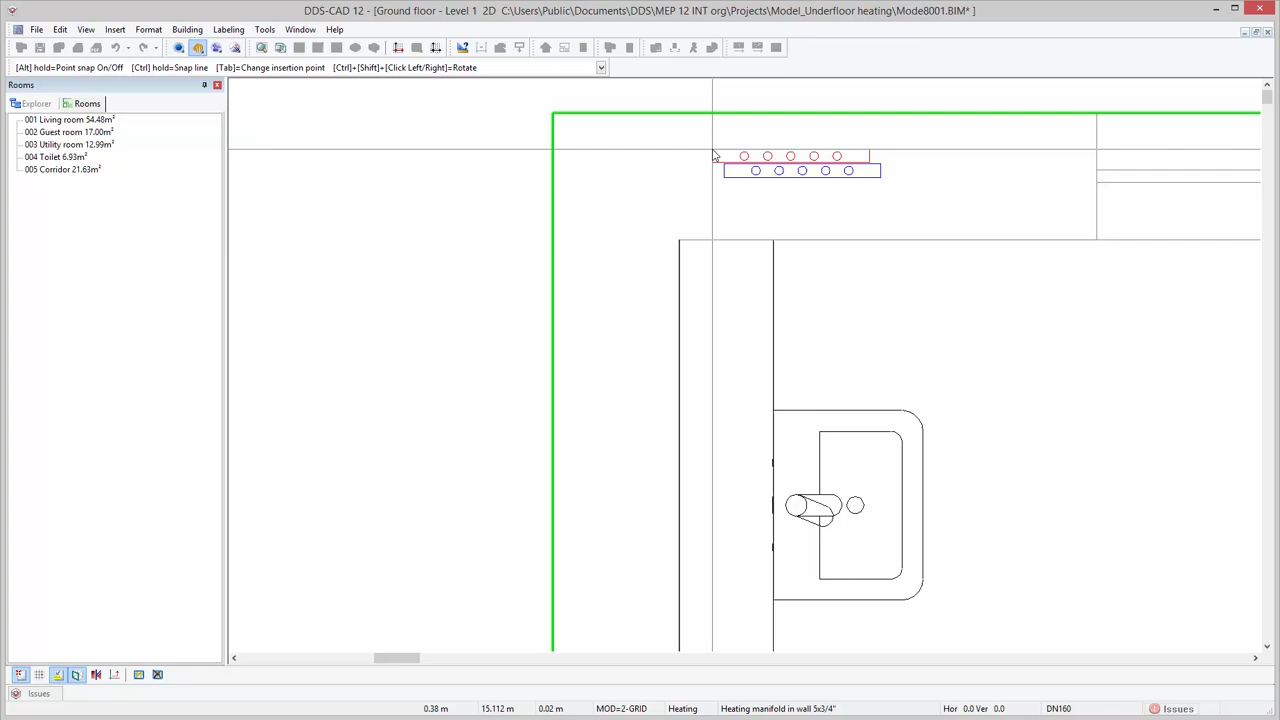 DDS-CAD 12 - [Ground floor - Level 1  2D  C:\Users\Public\Documents\DDS\MEP 12 INT org\Projects\Model_Underfloor heating\Mode8001.BIM* ]
File Edit View Insert Format Building Labeling Tools Window Help
[Alt] hold=Point snap On/Off [Ctrl] hold=Snap line [Tab]=Change insertion point [Ctrl]+[Shift]+[Click Left/Right]=Rotate
Rooms
Explorer Rooms
001 Living room 54.48m²
002 Guest room 17.00m²
003 Utility room 12.99m²
004 Toilet 6.93m²
005 Corridor 21.63m²
Issues
0.38 m 15.112 m 0.02 m MOD=2-GRID Heating Heating manifold in wall 5x3/4" Hor 0.0 Ver 0.0 DN160 Issues